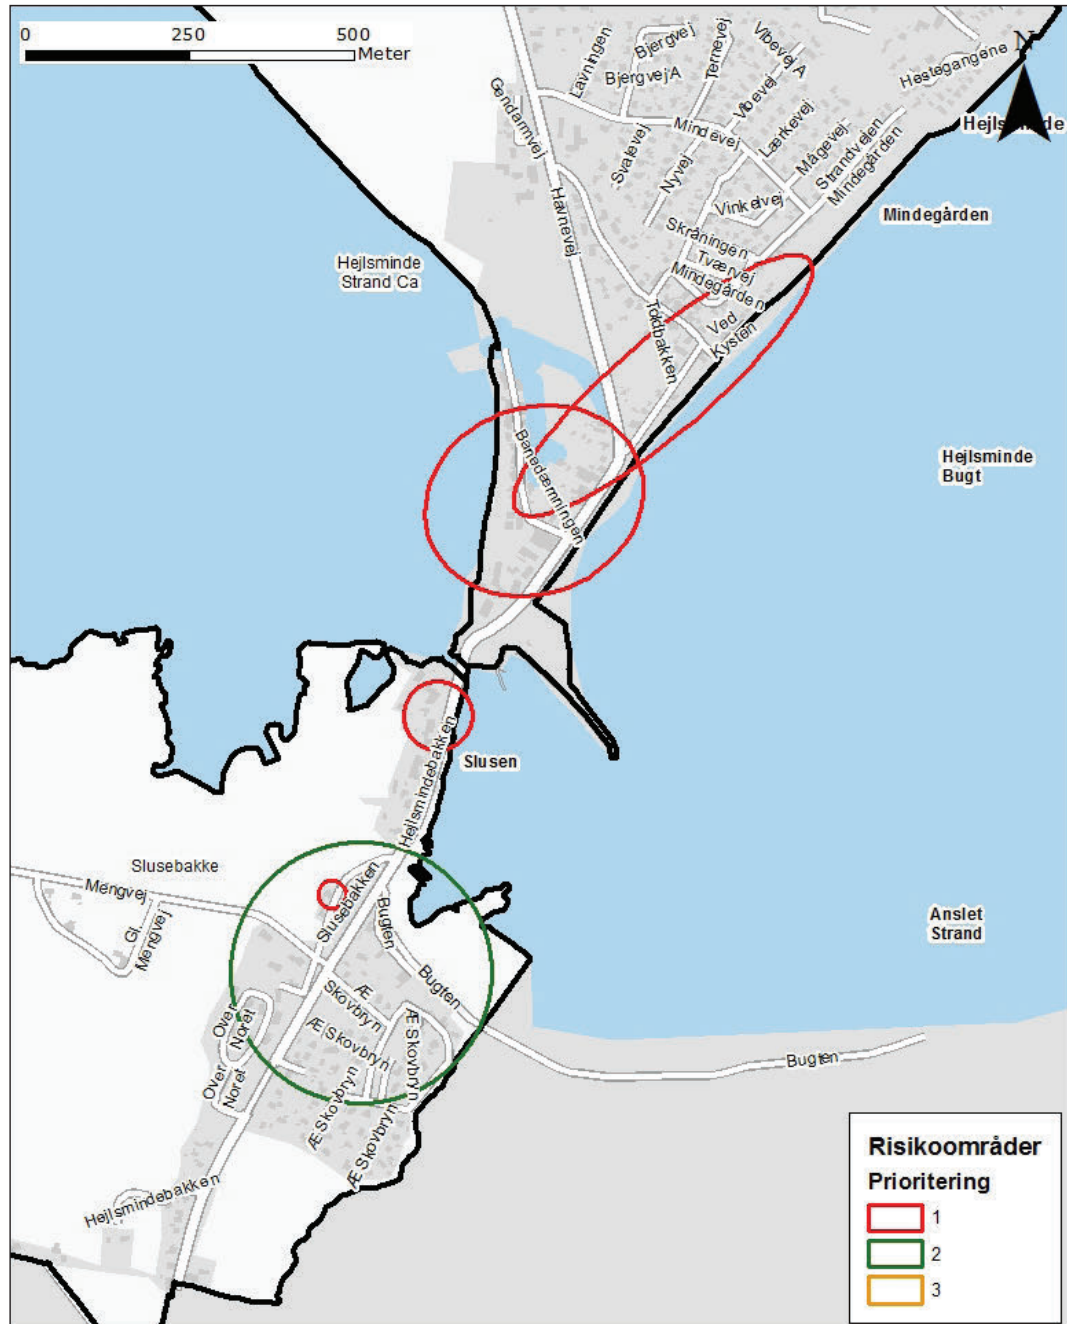 0 250 500
Meter
N
Lavningen
Bjergvej
Bjergvej A
Ternevej
Vibevej A
Vibevej
Hestegangene
Gendarmvej
Svalevej
Mindevej
Nyvej
Lærkevej
Mågevej
Strandvejen
Mindegården
Hejlsminde
Havnevej
Vinkelvej
Mindegården
Skråningen
Tværvej
Mindegården
Hejlsminde
Strand Ca
Toldbakken
Ved
Kysten
Banedæmningen
Hejlsminde
Bugt
Hejlsmindebakken
Slusen
Slusebakke
Mengvej
Gl.
Mengvej
Slusebakken
Bugten
Anslet
Strand
Bugten
Æ
Skovbryn
Æ Skovbryn
Æ Skovbryn
Over
Noret
Bugten
Over
Noret
Æ Skovbryn
Æ Skovbryn
Hejlsmindebakken
Risikoområder
Prioritering
1
2
3